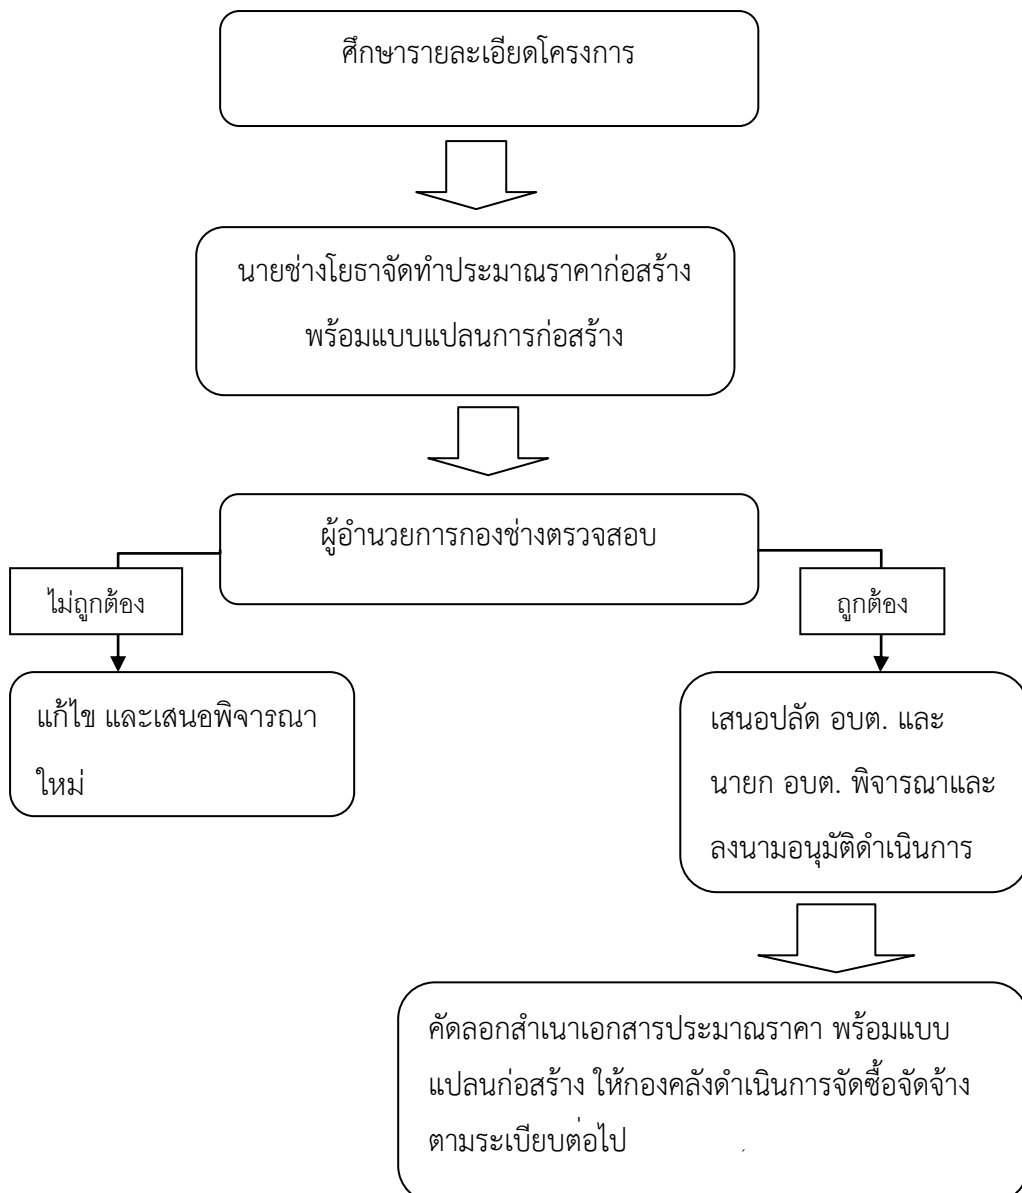 ศึกษารายละเอียดโครงการ
นายช่างโยธาจัดทำประมาณราคาก่อสร้าง
พร้อมแบบแปลนการก่อสร้าง
ผู้อำนวยการกองช่างตรวจสอบ
ไม่ถูกต้อง
ถูกต้อง
แก้ไข และเสนอพิจารณา
ใหม่
เสนอปลัด อบต. และ
นายก อบต. พิจารณาและ
ลงนามอนุมัติดำเนินการ
คัดลอกสำเนาเอกสารประมาณราคา พร้อมแบบ
แปลนก่อสร้าง ให้กองคลังดำเนินการจัดซื้อจัดจ้าง
ตามระเบียบต่อไป